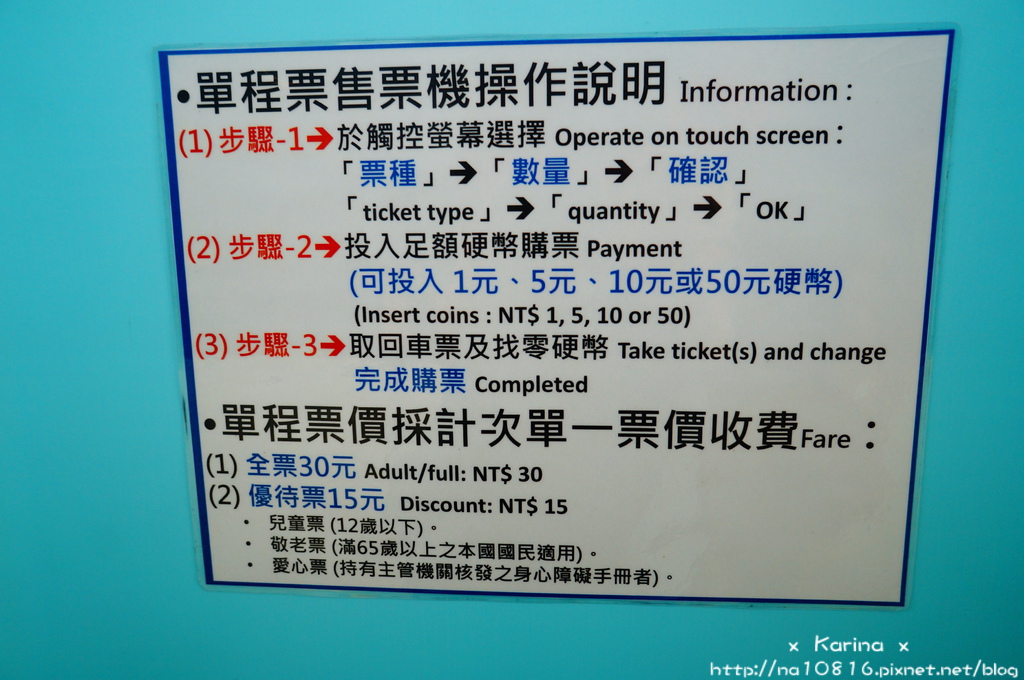 •單程票售票機操作說明 Information :
(1) 步驟-1➔於觸控螢幕選擇 Operate on touch screen：
「票種」➔「數量」➔「確認」
「ticket type」➔「quantity」➔「OK」
(2) 步驟-2➔投入足額硬幣購票 Payment
(可投入 1元、5元、10元或50元硬幣)
(Insert coins : NT$ 1, 5, 10 or 50)
(3) 步驟-3➔取回車票及找零硬幣 Take ticket(s) and change
完成購票 Completed
•單程票價採計次單一票價收費Fare：
(1) 全票30元 Adult/full: NT$ 30
(2) 優待票15元 Discount: NT$ 15
• 兒童票 (12歲以下)。
• 敬老票 (滿65歲以上之本國國民適用)。
• 愛心票 (持有主管機關核發之身心障礙手冊者)。
× Karina ×
http://na10816.pixnet.net/blog